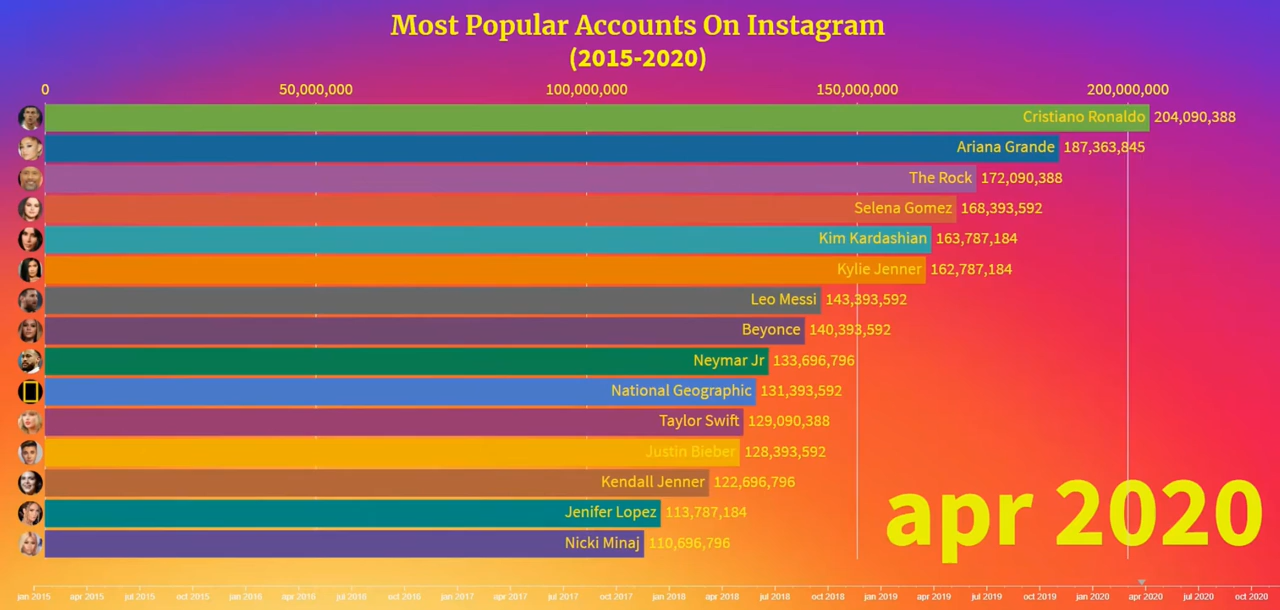 Most Popular Accounts On Instagram
(2015-2020)
0 50,000,000 100,000,000 150,000,000 200,000,000
Cristiano Ronaldo 204,090,388
Ariana Grande 187,363,845
The Rock 172,090,388
Selena Gomez 168,393,592
Kim Kardashian 163,787,184
Kylie Jenner 162,787,184
Leo Messi 143,393,592
Beyonce 140,393,592
Neymar Jr 133,696,796
National Geographic 131,393,592
Taylor Swift 129,090,388
Justin Bieber 128,393,592
Kendall Jenner 122,696,796
Jenifer Lopez 113,787,184
Nicki Minaj 110,696,796
apr 2020
jan 2015 apr 2015 jul 2015 oct 2015 jan 2016 apr 2016 jul 2016 oct 2016 jan 2017 apr 2017 jul 2017 oct 2017 jan 2018 apr 2018 jul 2018 oct 2018 jan 2019 apr 2019 jul 2019 oct 2019 jan 2020 apr 2020 jul 2020 oct 2020